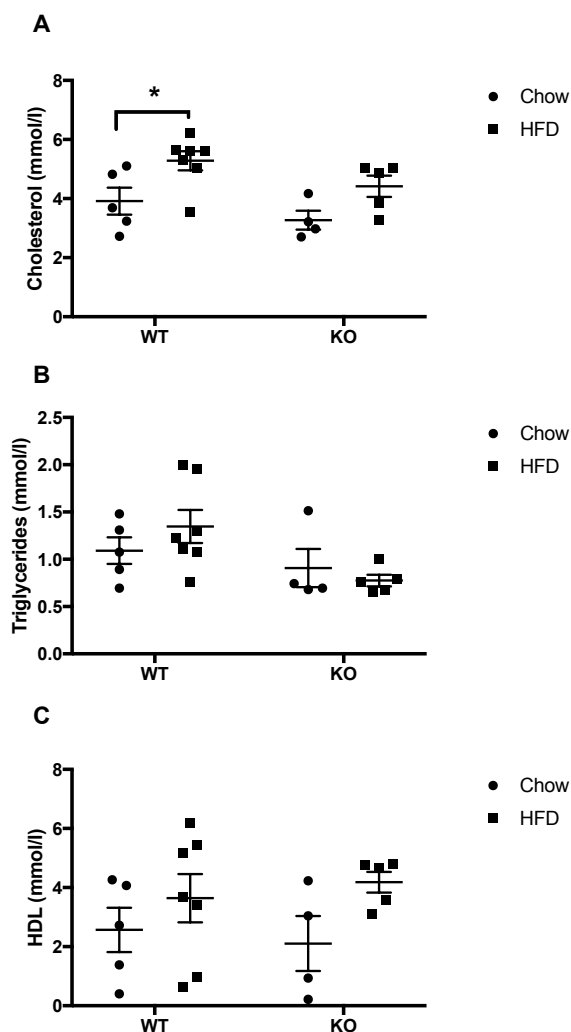 A
Cholesterol (mmol/l)
8
6
4
2
0
*
WT
KO
Chow
HFD
B
Triglycerides (mmol/l)
2.5
2.0
1.5
1.0
0.5
0.0
WT
KO
Chow
HFD
C
HDL (mmol/l)
8
6
4
2
0
WT
KO
Chow
HFD